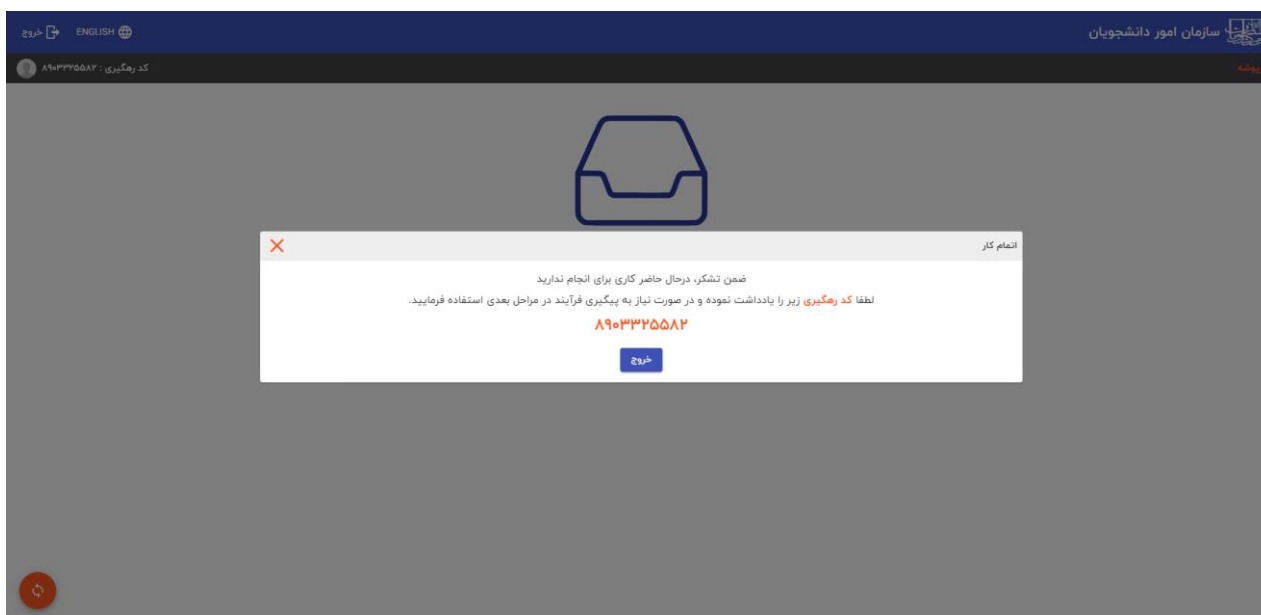 سازمان امور دانشجویان
ENGLISH
خروج
پوشه
کد رهگیری : ۸۹۰۳۳۲۵۵۸۲
اتمام کار
ضمن تشکر، درحال حاضر کاری برای انجام ندارید
لطفا کد رهگیری زیر را یادداشت نموده و در صورت نیاز به پیگیری فرآیند در مراحل بعدی استفاده فرمایید.
۸۹۰۳۳۲۵۵۸۲
خروج